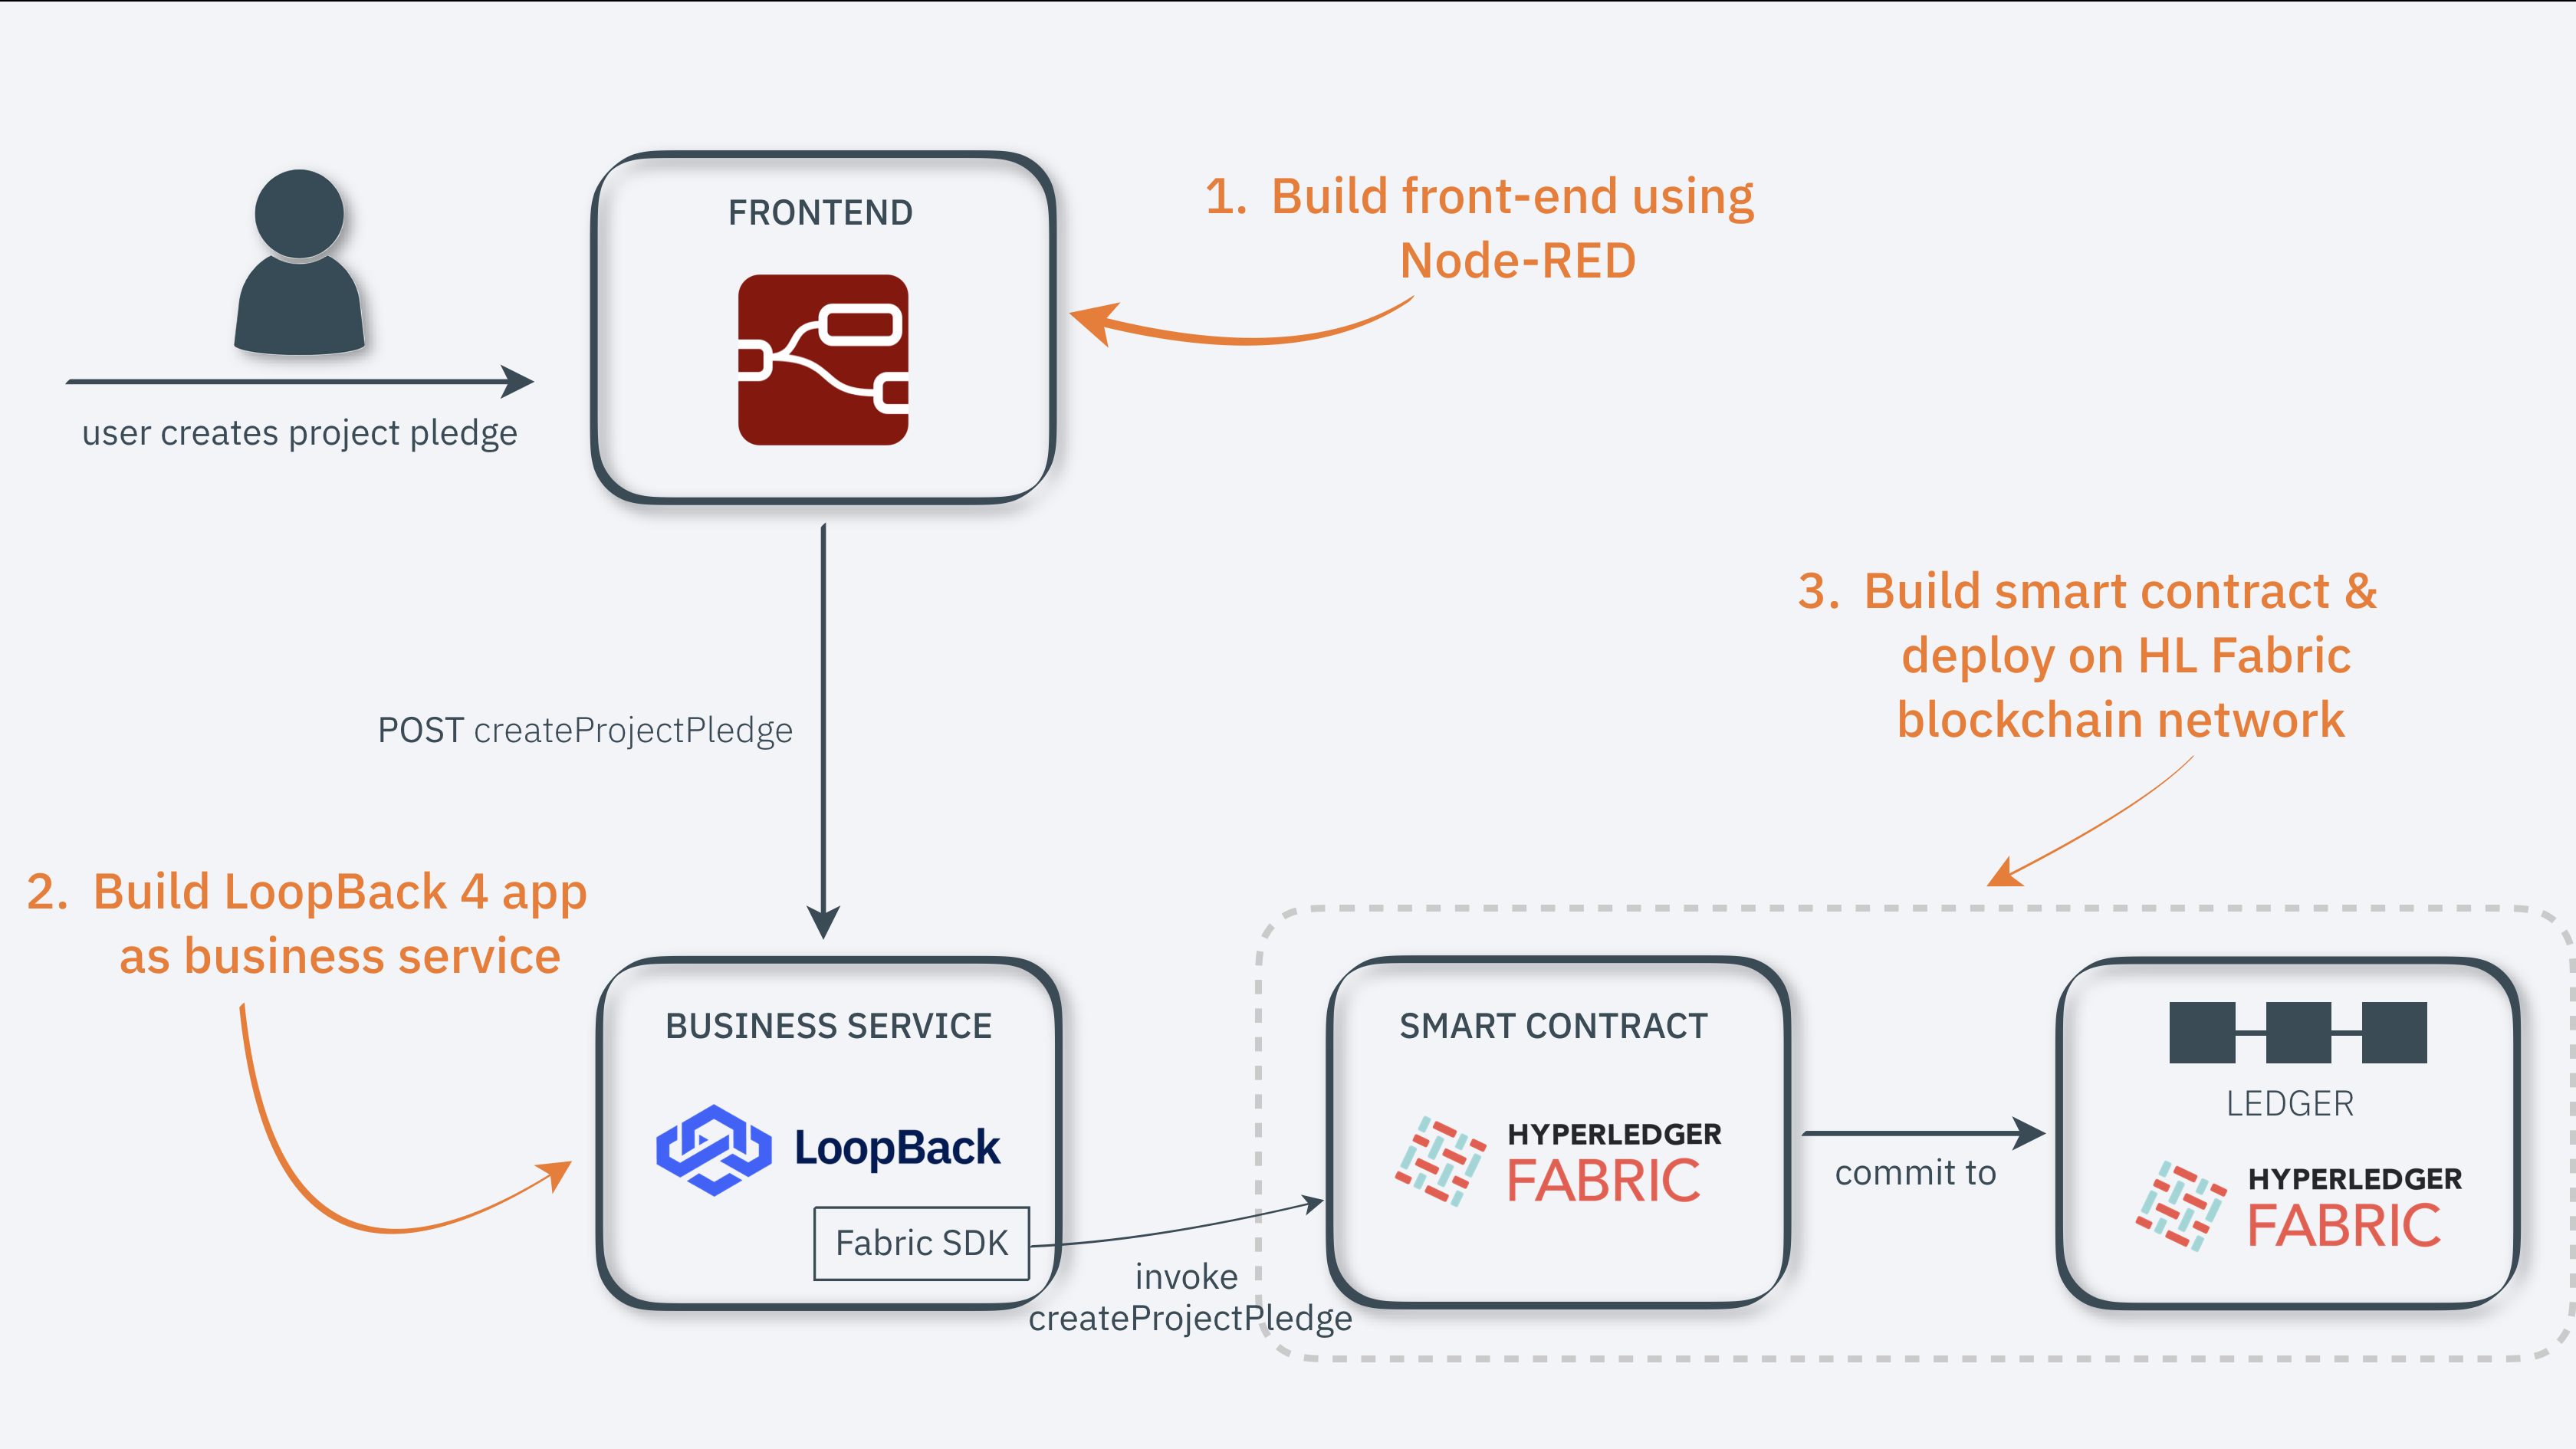 FRONTEND
1. Build front-end using
Node-RED
user creates project pledge
3. Build smart contract &
deploy on HL Fabric
blockchain network
POST createProjectPledge
2. Build LoopBack 4 app
as business service
BUSINESS SERVICE
LoopBack
Fabric SDK
invoke
createProjectPledge
SMART CONTRACT
HYPERLEDGER
FABRIC
commit to
LEDGER
HYPERLEDGER
FABRIC